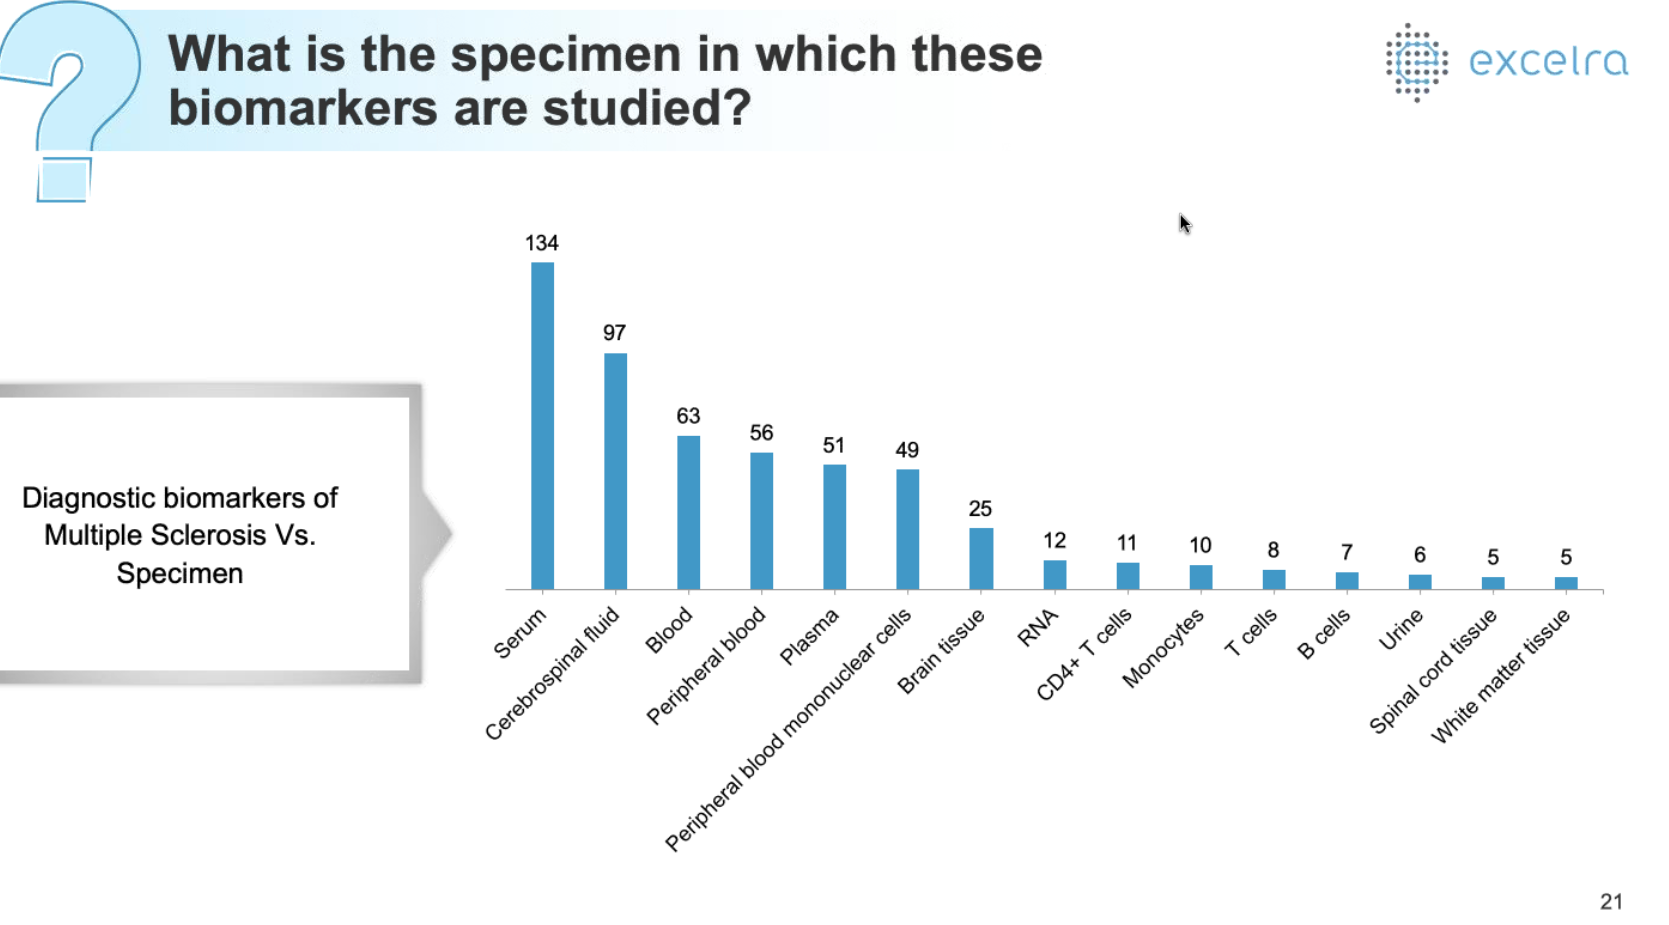 What is the specimen in which these
biomarkers are studied?
excelra
Diagnostic biomarkers of
Multiple Sclerosis Vs.
Specimen
134
97
63
56
51
49
25
12
11
10
8
7
6
5
5
Serum
Cerebrospinal fluid
Blood
Peripheral blood
Plasma
Peripheral blood mononuclear cells
Brain tissue
RNA
CD4+ T cells
Monocytes
T cells
B cells
Urine
Spinal cord tissue
White matter tissue
21